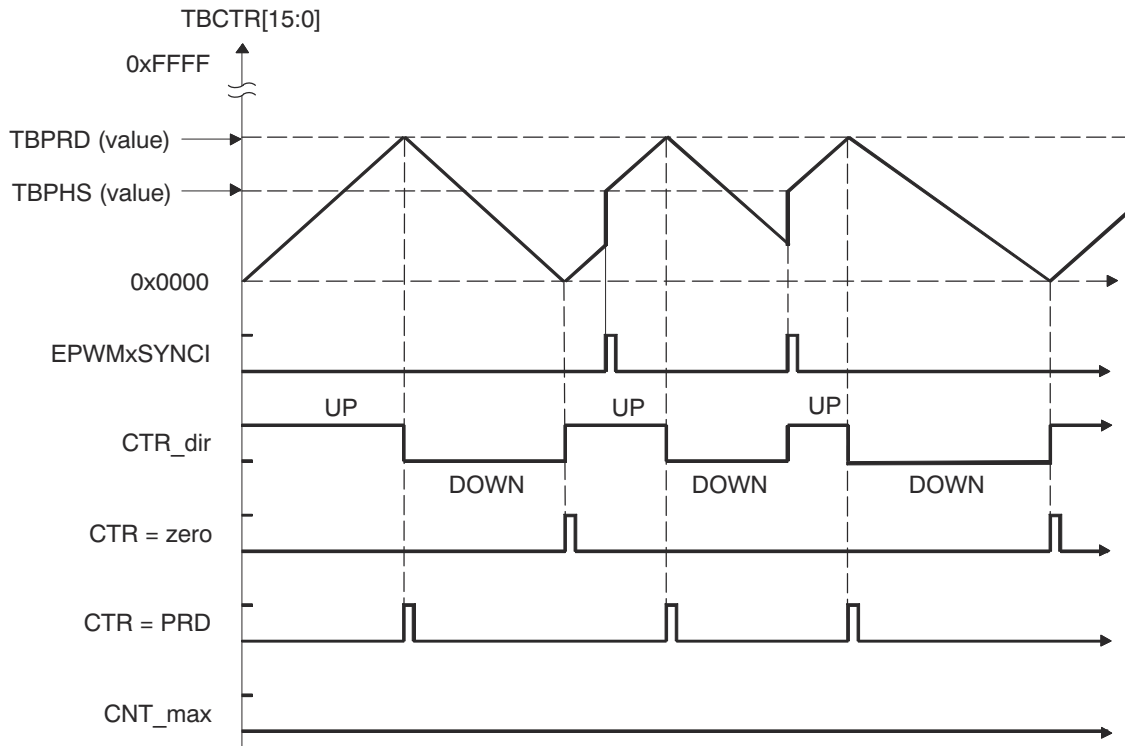 TBCTR[15:0]
0xFFFF
TBPRD (value)
TBPHS (value)
0x0000
EPWMxSYNCI
UP UP UP
CTR_dir
DOWN DOWN DOWN
CTR = zero
CTR = PRD
CNT_max